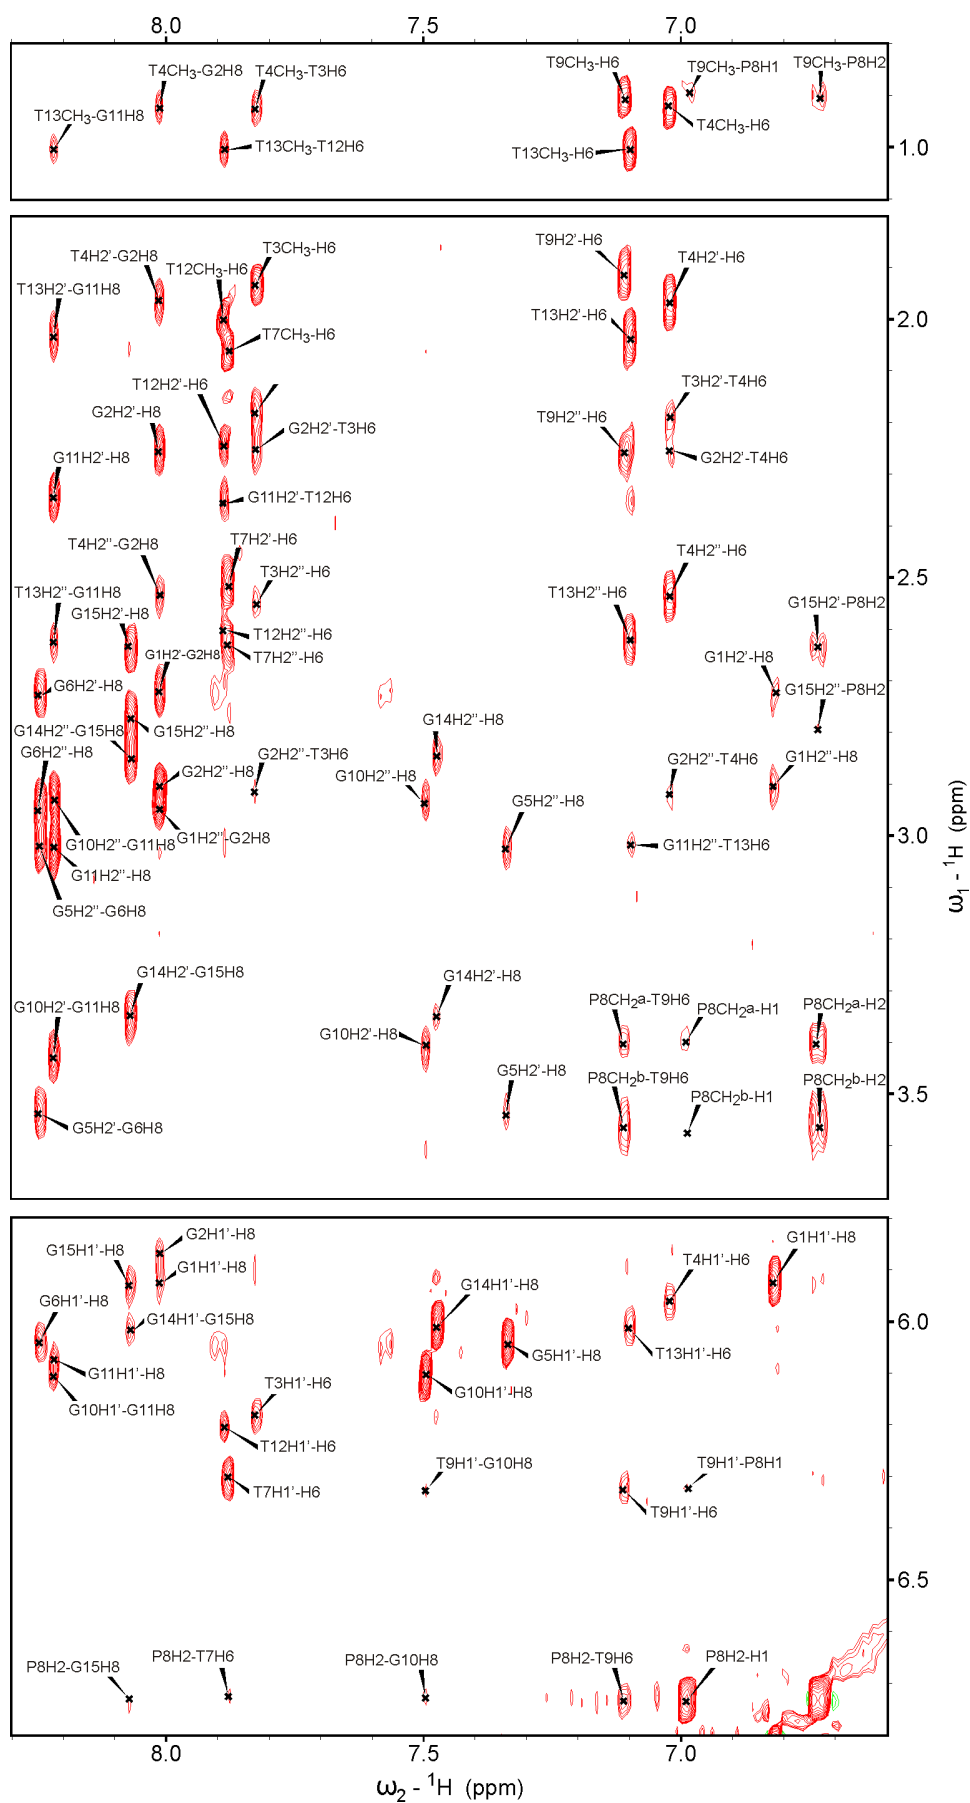 8.0 7.5 7.0
T4CH3-G2H8 T4CH3-T3H6 T9CH3-H6 T9CH3-P8H1 T9CH3-P8H2
T13CH3-G11H8 T4CH3-H6
T13CH3-T12H6 T13CH3-H6 1.0
T3CH3-H6 T9H2'-H6
T4H2'-G2H8 T12CH3-H6 T4H2'-H6
T13H2'-G11H8
T13H2'-H6 2.0
T7CH3-H6
T12H2'-H6 T3H2'-T4H6
G2H2'-H8 G2H2'-T3H6 T9H2''-H6
G11H2'-H8 G2H2'-T4H6
G11H2'-T12H6
T4H2''-G2H8 T7H2'-H6 T4H2''-H6
T3H2''-H6 2.5
T13H2''-G11H8 T13H2''-H6 G15H2'-P8H2
G15H2'-H8
T12H2''-H6
G1H2'-G2H8 T7H2''-H6 G1H2'-H8
G6H2'-H8
G15H2''-P8H2
G14H2''-G15H8 G15H2''-H8 G14H2''-H8
G6H2''-H8 G2H2''-H8 G2H2''-T3H6 G2H2''-T4H6 G1H2''-H8
G10H2''-H8
G10H2''-G11H8 G1H2''-G2H8 G5H2''-H8 G11H2''-T13H6 3.0
G11H2''-H8
G5H2''-G6H8
G14H2'-G15H8 G14H2'-H8
G10H2'-G11H8 P8CH2a-T9H6 P8CH2a-H1 P8CH2a-H2
G10H2'-H8
G5H2'-H8 P8CH2b-T9H6 P8CH2b-H2
P8CH2b-H1 3.5
G5H2'-G6H8
ω1 - 1H (ppm)
G2H1'-H8 G1H1'-H8
G15H1'-H8 G1H1'-H8 T4H1'-H6
G6H1'-H8 G14H1'-G15H8 G14H1'-H8 6.0
T13H1'-H6
G11H1'-H8 G5H1'-H8
G10H1'-G11H8 T3H1'-H6 G10H1'-H8
T12H1'-H6
T7H1'-H6 T9H1'-G10H8 T9H1'-P8H1
T9H1'-H6
6.5
P8H2-G15H8 P8H2-T7H6 P8H2-G10H8 P8H2-T9H6 P8H2-H1
8.0 7.5 7.0
ω2 - 1H (ppm)